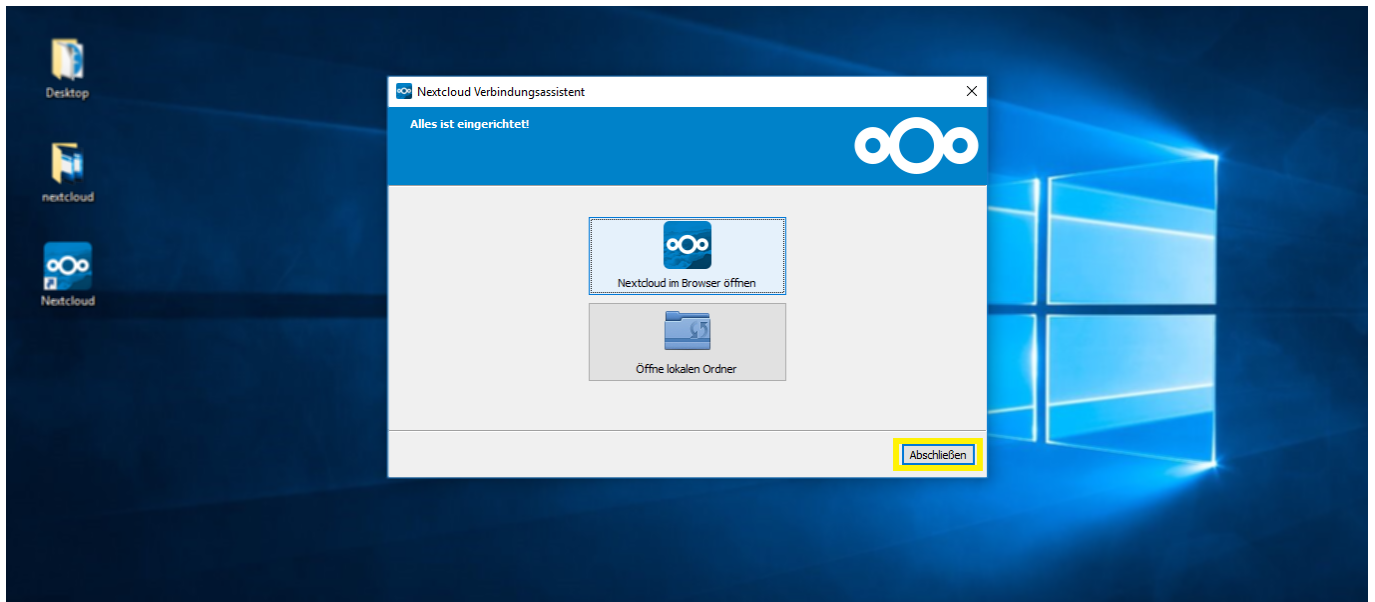 Desktop
nextcloud
Nextcloud
Nextcloud Verbindungsassistent
Alles ist eingerichtet!
Nextcloud im Browser öffnen
Öffne lokalen Ordner
Abschließen